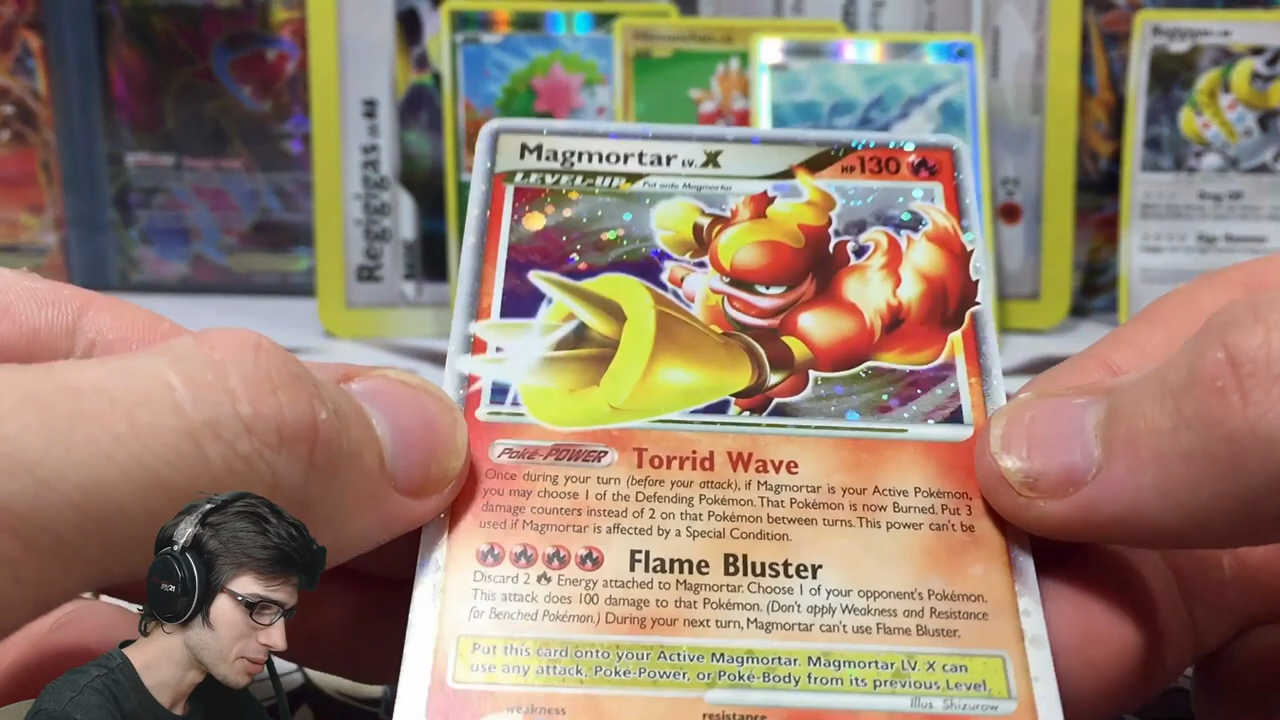 Magmortar LV.X
HP 130
LEVEL-UP Put onto Magmortar
Poké-POWER Torrid Wave
Once during your turn (before your attack), if Magmortar is your Active Pokémon,
you may choose 1 of the Defending Pokémon. That Pokémon is now Burned. Put 3
damage counters instead of 2 on that Pokémon between turns. This power can't be
used if Magmortar is affected by a Special Condition.
Flame Bluster
Discard 2 Energy attached to Magmortar. Choose 1 of your opponent's Pokémon.
This attack does 100 damage to that Pokémon. (Don't apply Weakness and Resistance
for Benched Pokémon.) During your next turn, Magmortar can't use Flame Bluster.
Put this card onto your Active Magmortar. Magmortar LV. X can
use any attack, Poké-Power, or Poké-Body from its previous Level.
Illus. Shizurow
weakness
resistance
Regigigas